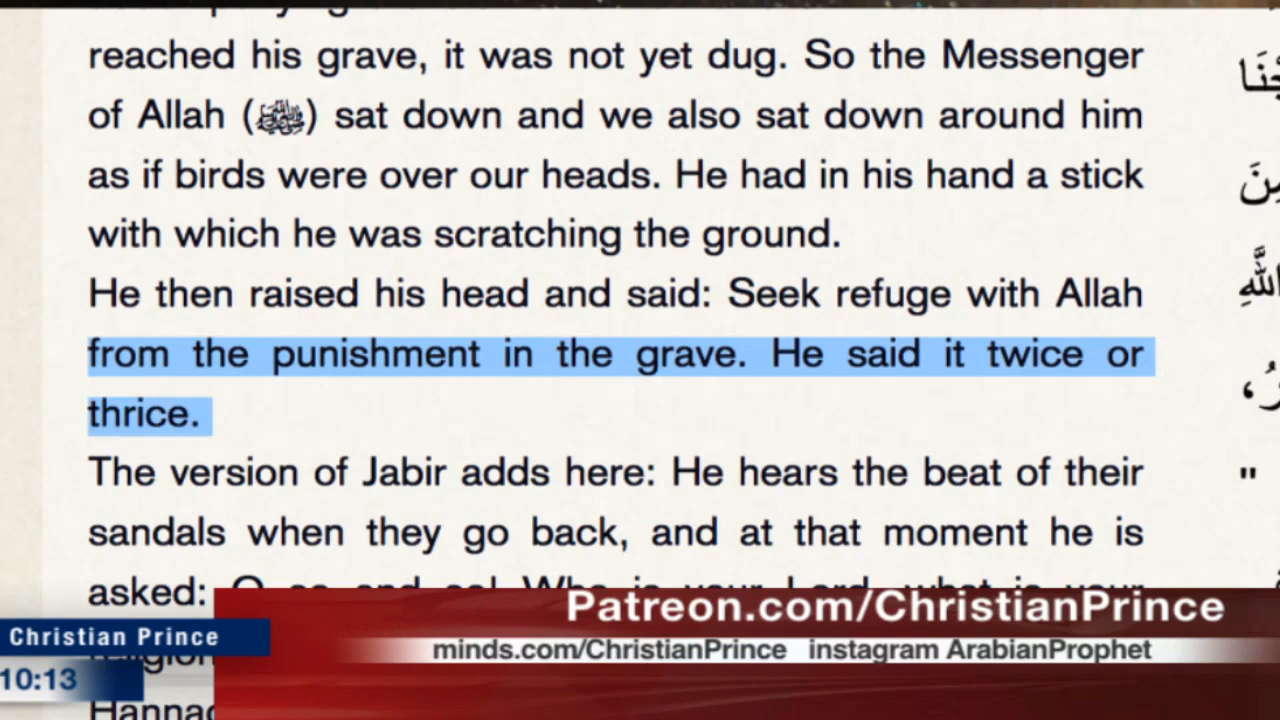 reached his grave, it was not yet dug. So the Messenger
of Allah (ﷺ) sat down and we also sat down around him
as if birds were over our heads. He had in his hand a stick
with which he was scratching the ground.
He then raised his head and said: Seek refuge with Allah
from the punishment in the grave. He said it twice or
thrice.
The version of Jabir adds here: He hears the beat of their
sandals when they go back, and at that moment he is
asked:
Patreon.com/ChristianPrince
Christian Prince
minds.com/ChristianPrince instagram ArabianProphet
10:13
اللَّهِ
"